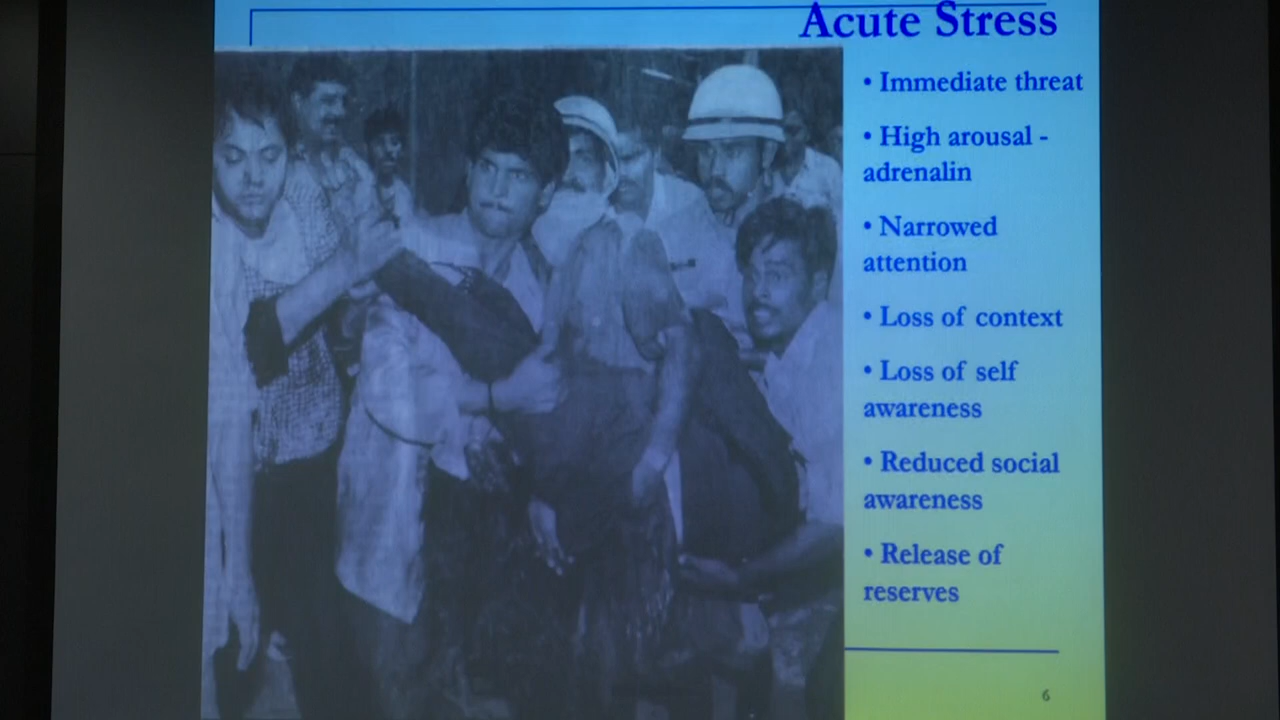 Acute Stress
• Immediate threat
• High arousal -
adrenalin
• Narrowed
attention
• Loss of context
• Loss of self
awareness
• Reduced social
awareness
• Release of
reserves
6